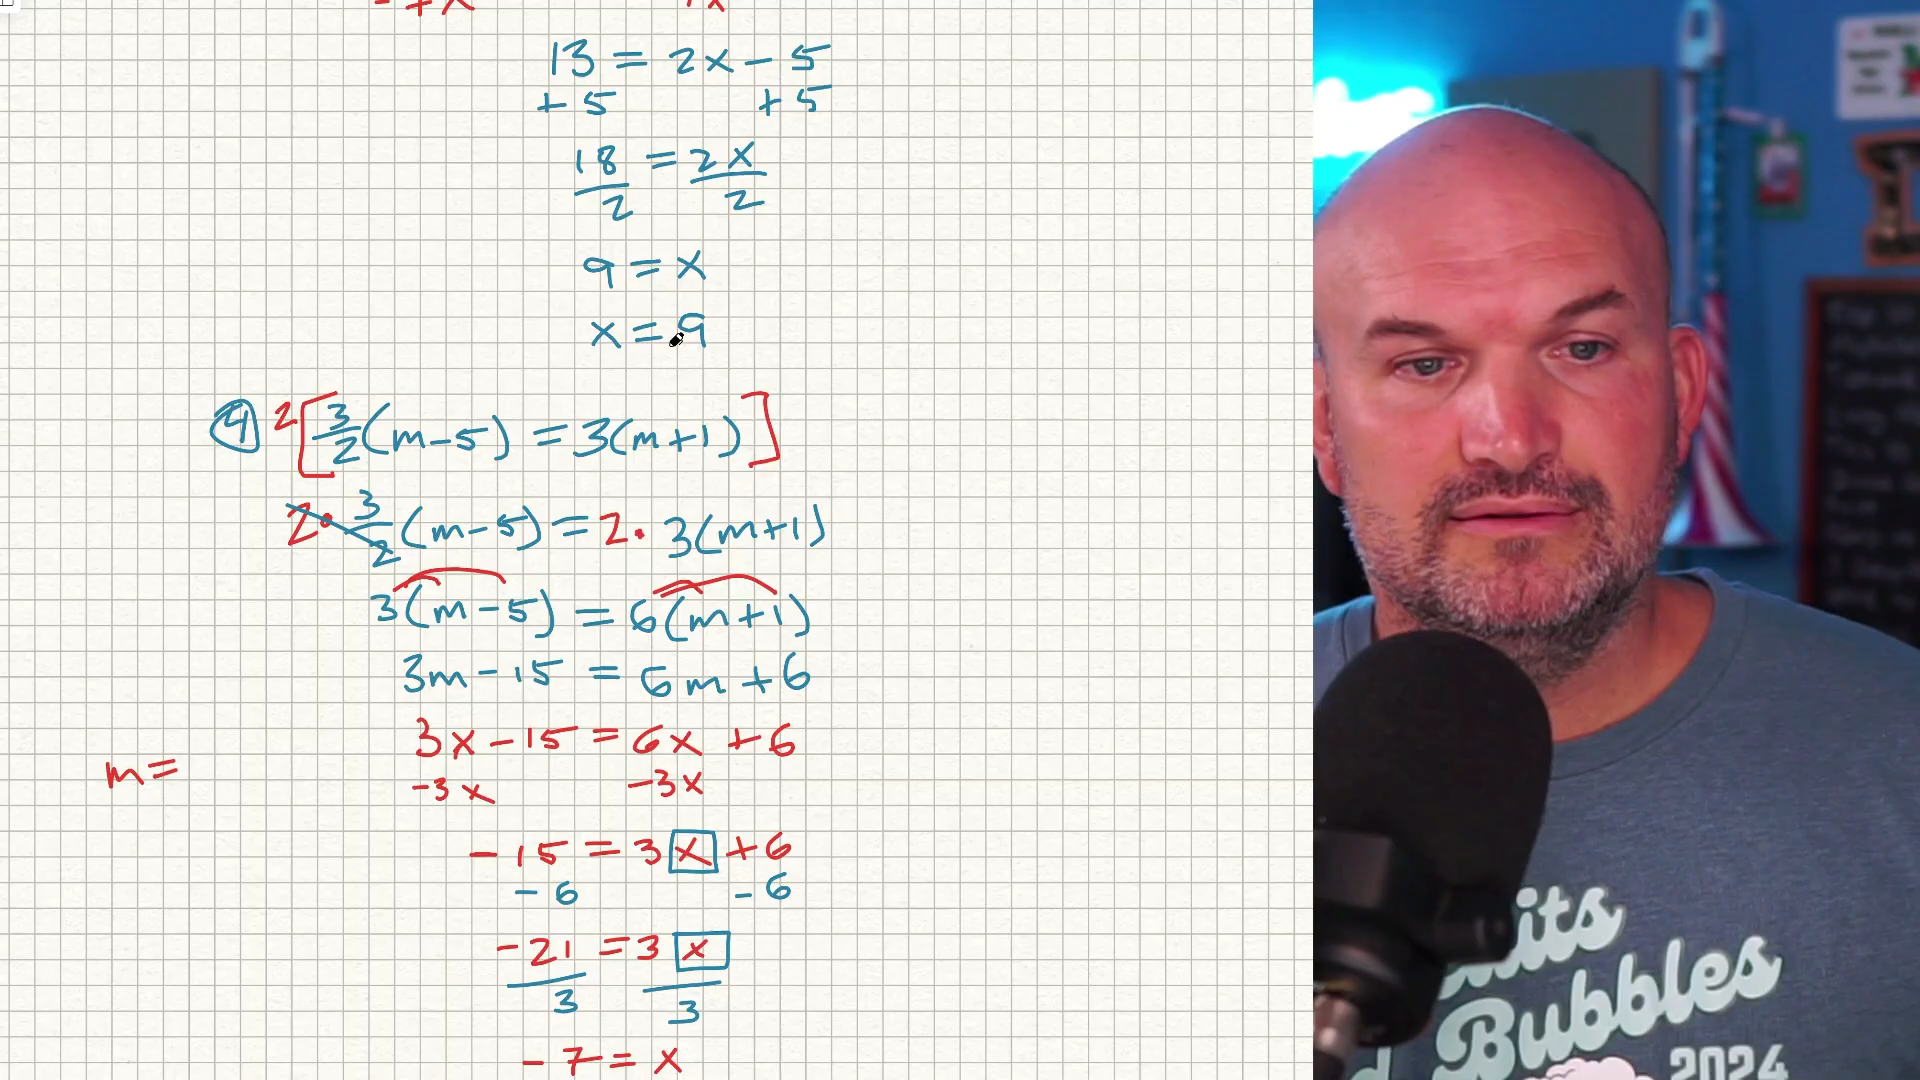 13 = 2x - 5
+ 5 + 5
18 = 2x
2 2
9 = x
x = 9
4 2[3/2(m-5) = 3(m+1)]
2 · 3/2(m-5) = 2 · 3(m+1)
3(m-5) = 6(m+1)
3m - 15 = 6m + 6
3x - 15 = 6x + 6
m =
-3x -3x
-15 = 3x + 6
-6 -6
-21 = 3x
3 3
-7 = x
Bubbles
2024